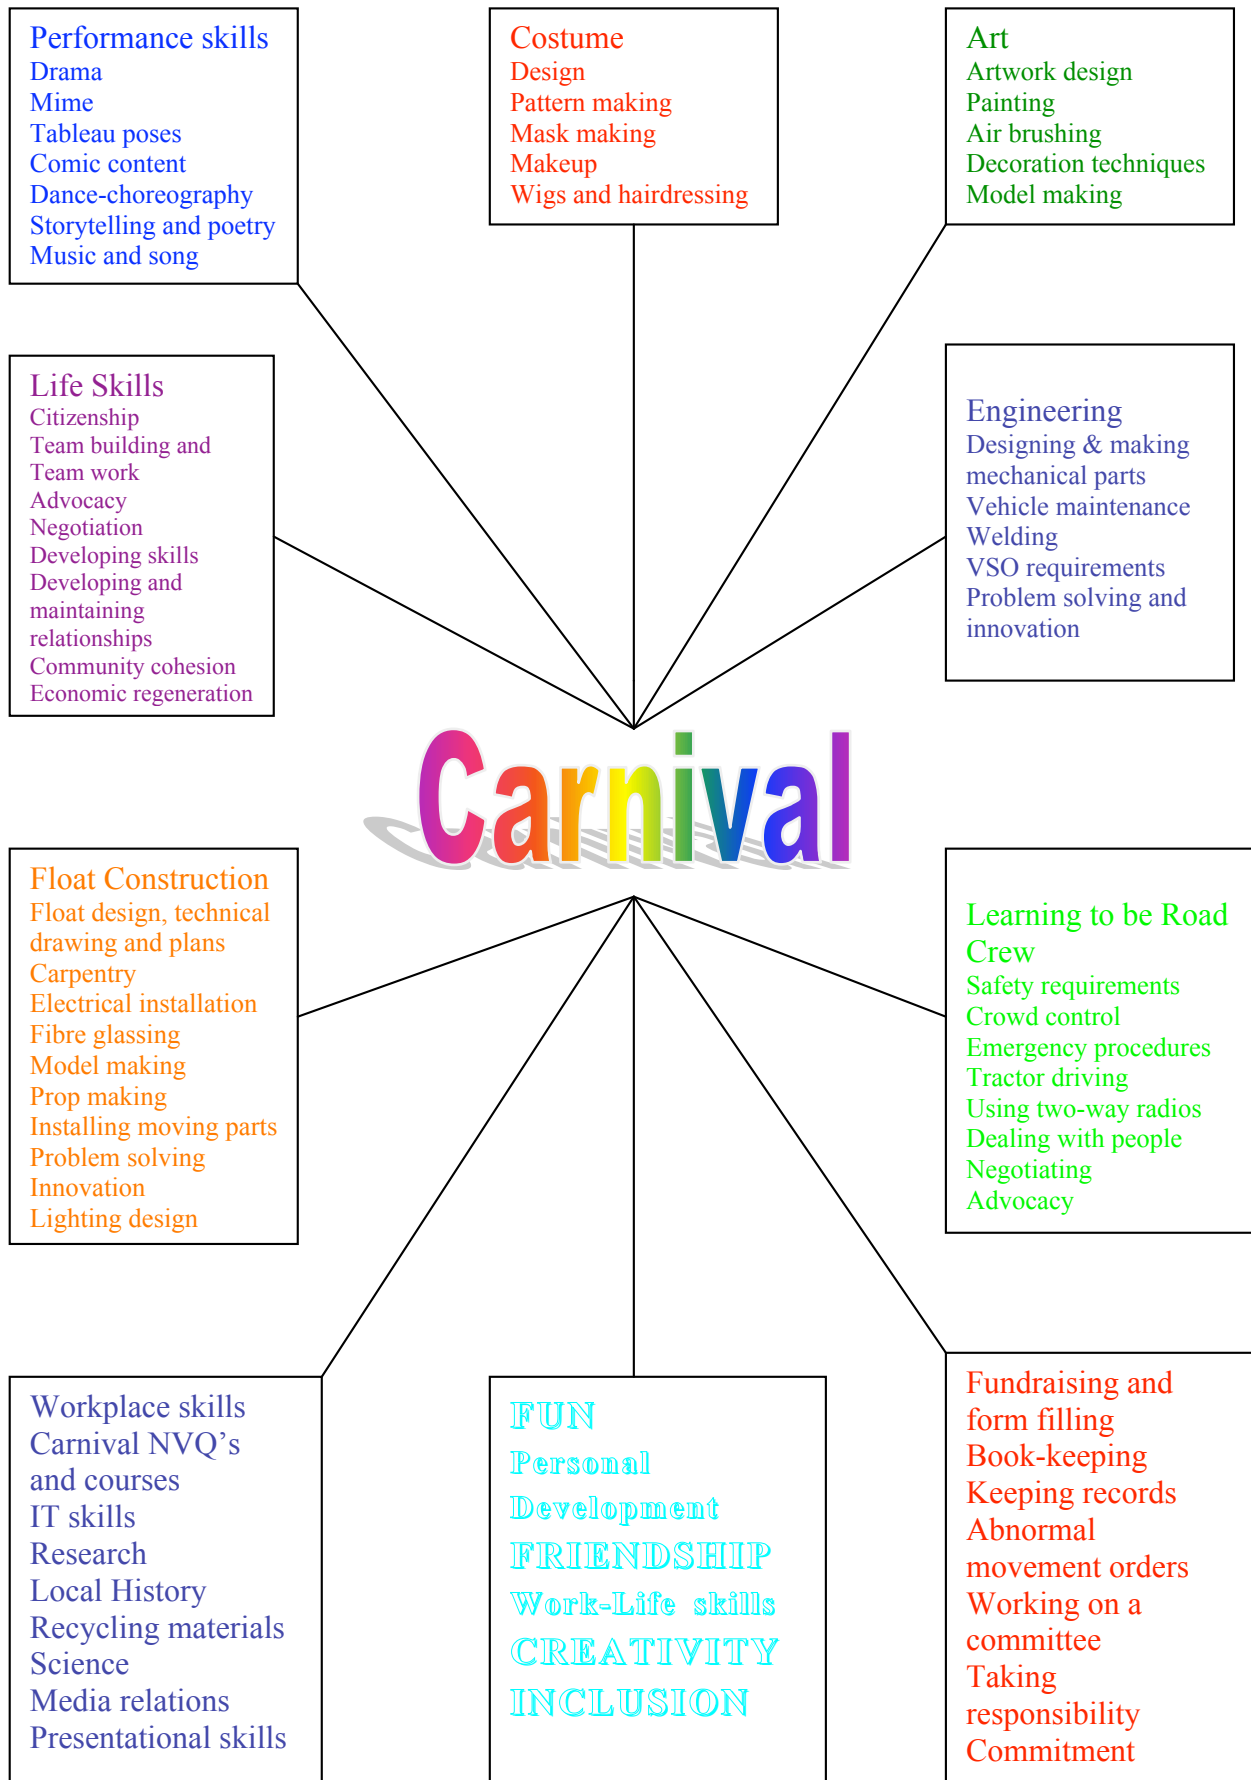 Performance skills
Drama
Mime
Tableau poses
Comic content
Dance-choreography
Storytelling and poetry
Music and song
Costume
Design
Pattern making
Mask making
Makeup
Wigs and hairdressing
Art
Artwork design
Painting
Air brushing
Decoration techniques
Model making
Life Skills
Citizenship
Team building and
Team work
Advocacy
Negotiation
Developing skills
Developing and
maintaining
relationships
Community cohesion
Economic regeneration
Engineering
Designing & making
mechanical parts
Vehicle maintenance
Welding
VSO requirements
Problem solving and
innovation
Carnival
Float Construction
Float design, technical
drawing and plans
Carpentry
Electrical installation
Fibre glassing
Model making
Prop making
Installing moving parts
Problem solving
Innovation
Lighting design
Learning to be Road
Crew
Safety requirements
Crowd control
Emergency procedures
Tractor driving
Using two-way radios
Dealing with people
Negotiating
Advocacy
Workplace skills
Carnival NVQ’s
and courses
IT skills
Research
Local History
Recycling materials
Science
Media relations
Presentational skills
FUN
Personal
Development
FRIENDSHIP
Work-Life skills
CREATIVITY
INCLUSION
Fundraising and
form filling
Book-keeping
Keeping records
Abnormal
movement orders
Working on a
committee
Taking
responsibility
Commitment